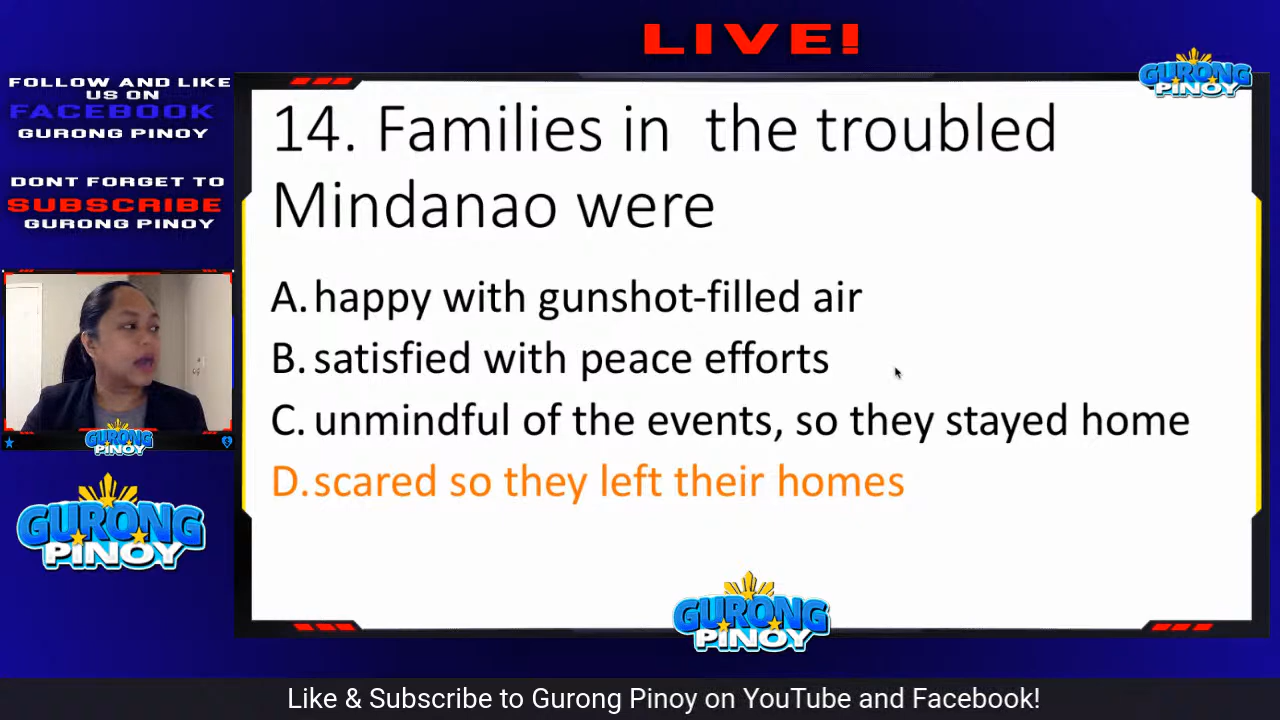 LIVE!
FOLLOW AND LIKE
US ON
FACEBOOK
GURONG PINOY
DONT FORGET TO
SUBSCRIBE
GURONG PINOY
GURONG
PINOY
14. Families in the troubled
Mindanao were
A. happy with gunshot-filled air
B. satisfied with peace efforts
C. unmindful of the events, so they stayed home
D. scared so they left their homes
GURONG
PINOY
GURONG
PINOY
GURONG
PINOY
Like & Subscribe to Gurong Pinoy on YouTube and Facebook!